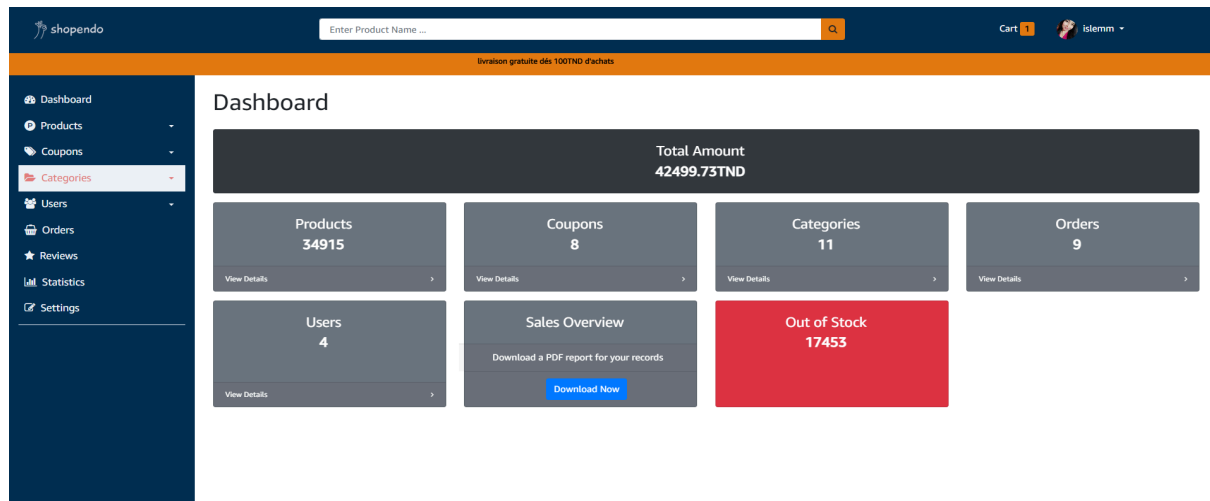 shopendo
Enter Product Name ...
Cart 1
islemm
livraison gratuite dés 100TND d'achats
Dashboard
Products
Coupons
Categories
Users
Orders
Reviews
Statistics
Settings
Dashboard
Total Amount
42499.73TND
Products
34915
View Details
Coupons
8
View Details
Categories
11
View Details
Orders
9
View Details
Users
4
View Details
Sales Overview
Download a PDF report for your records
Download Now
Out of Stock
17453